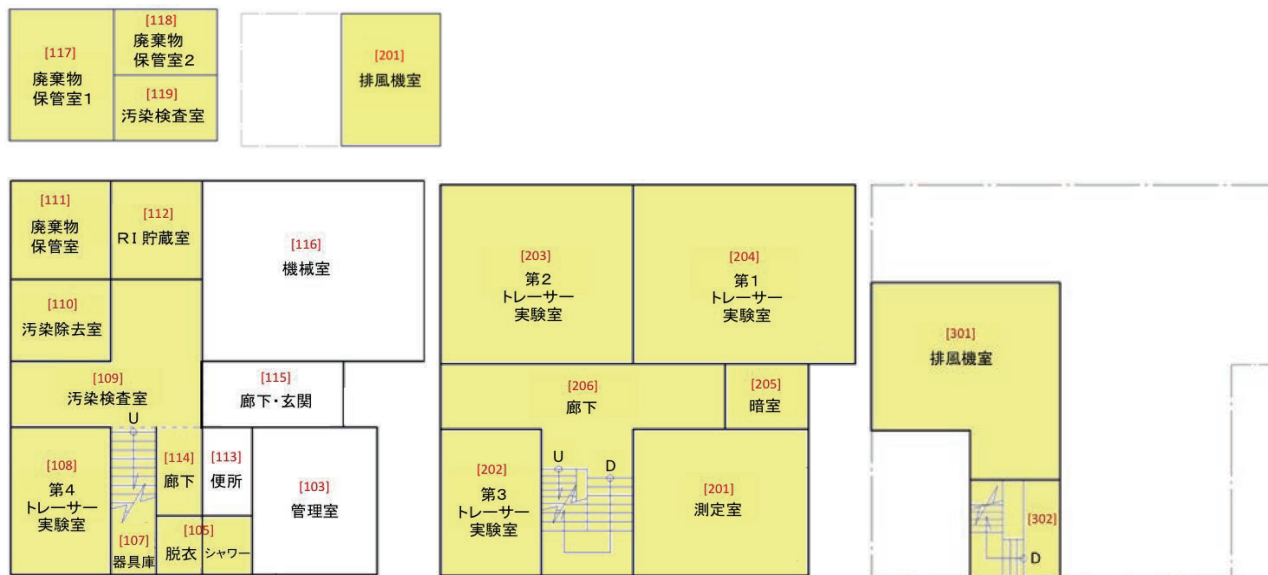 [117]
廃棄物
保管室1
[118]
廃棄物
保管室2
[119]
汚染検査室
[201]
排風機室
[111]
廃棄物
保管室
[112]
RI貯蔵室
[116]
機械室
[110]
汚染除去室
[109]
汚染検査室
[115]
廊下・玄関
U
[108]
第4
トレーサー
実験室
[107]
器具庫
[114]
廊下
[113]
便所
[103]
管理室
[105]
脱衣
シャワー
[203]
第2
トレーサー
実験室
[204]
第1
トレーサー
実験室
[206]
廊下
[205]
暗室
[202]
第3
トレーサー
実験室
U
D
[201]
測定室
[301]
排風機室
[302]
D